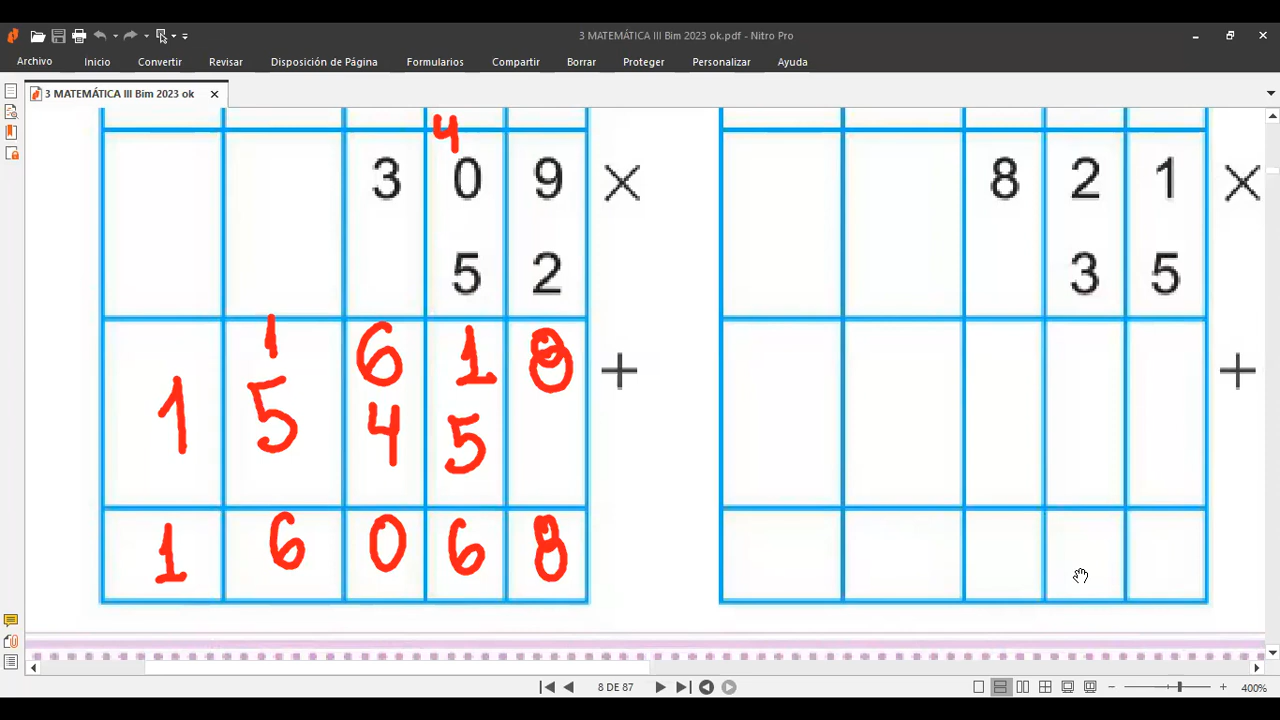 3 MATEMÁTICA III Bim 2023 ok.pdf - Nitro Pro
Archivo Inicio Convertir Revisar Disposición de Página Formularios Compartir Borrar Proteger Personalizar Ayuda
3 MATEMÁTICA III Bim 2023 ok
4
3 0 9 ×
5 2
1 6 1 8 +
1 5 4 5
1 6 0 6 8
8 2 1 ×
3 5
+
8 DE 87
400%